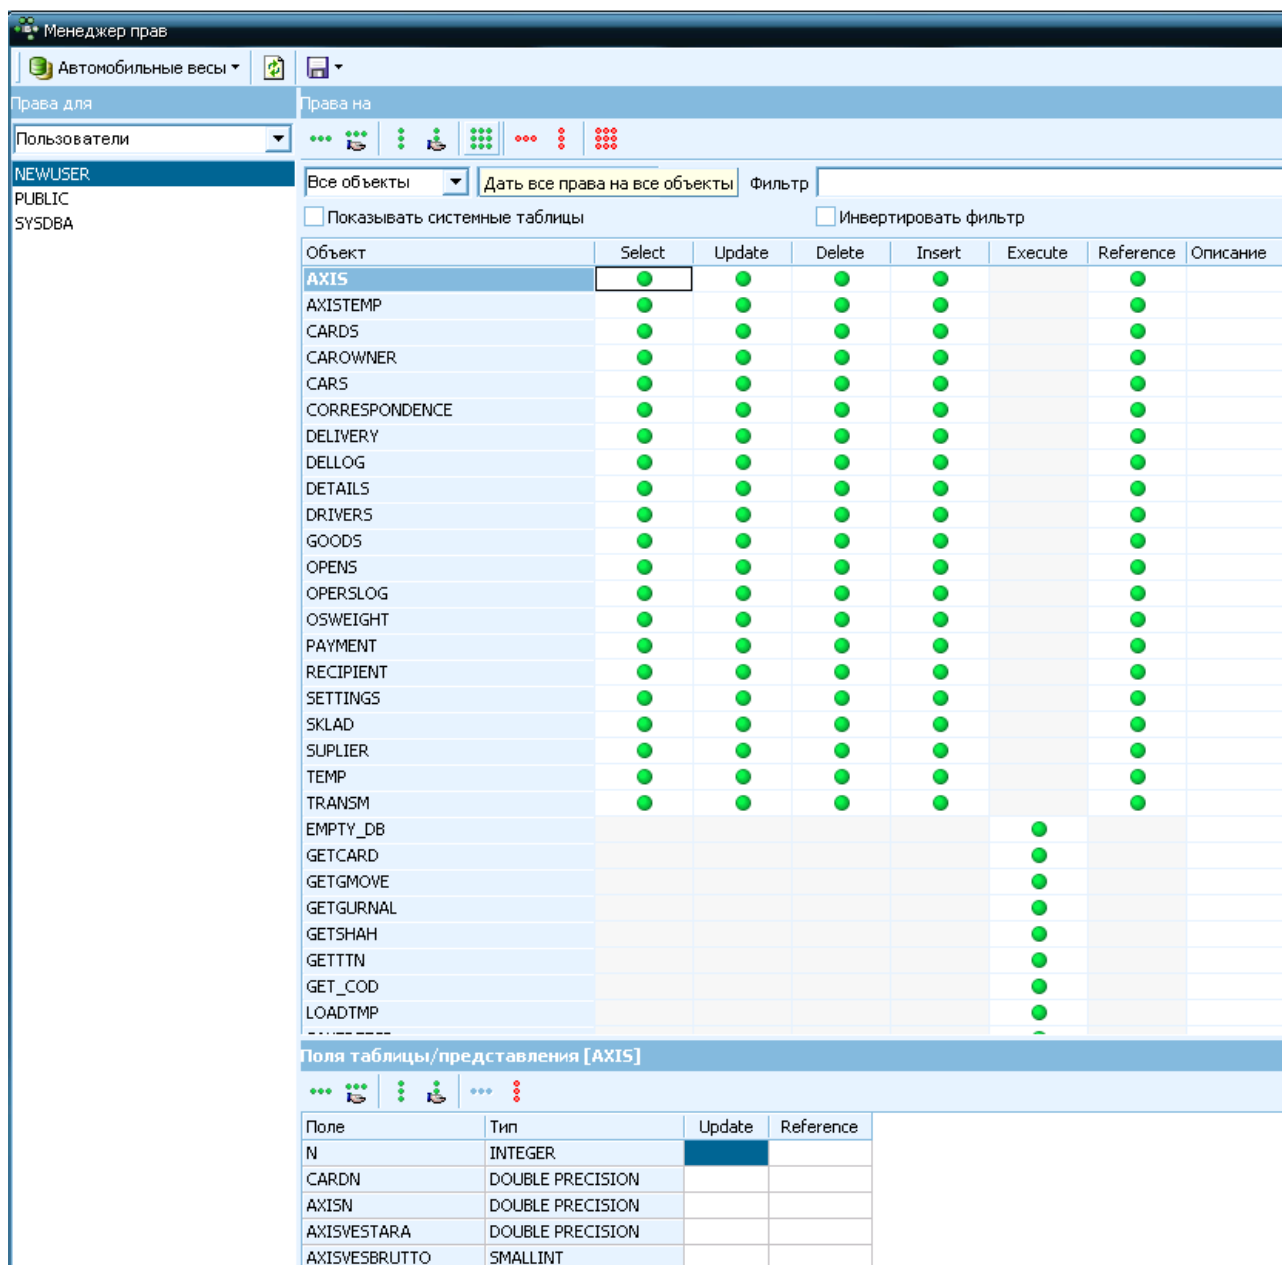 Менеджер прав
Автомобильные весы
Права для
Права на
Пользователи
NEWUSER
PUBLIC
SYSDBA
Все объекты
Дать все права на все объекты
Фильтр
Показывать системные таблицы
Инвертировать фильтр
Объект Select Update Delete Insert Execute Reference Описание
AXIS
AXISTEMP
CARDS
CAROWNER
CARS
CORRESPONDENCE
DELIVERY
DELLOG
DETAILS
DRIVERS
GOODS
OPENS
OPERSLOG
OSWEIGHT
PAYMENT
RECIPIENT
SETTINGS
SKLAD
SUPLIER
TEMP
TRANSM
EMPTY_DB
GETCARD
GETGMOVE
GETGURNAL
GETSHAH
GETTTN
GET_COD
LOADTMP
Поля таблицы/представления [AXIS]
Поле Тип Update Reference
N INTEGER
CARDN DOUBLE PRECISION
AXISN DOUBLE PRECISION
AXISVESTARA DOUBLE PRECISION
AXISVESBRUTTO SMALLINT